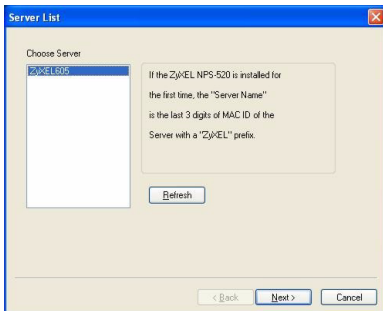 Server List
Choose Server
ZyXEL605
If the ZyXEL NPS-520 is installed for
the first time, the "Server Name"
is the last 3 digits of MAC ID of the
Server with a "ZyXEL" prefix.
Refresh
< Back
Next >
Cancel